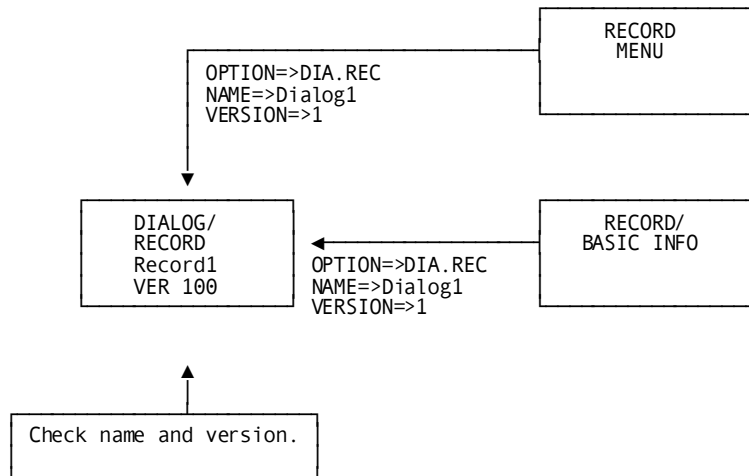 RECORD
MENU
OPTION=>DIA.REC
NAME=>Dialog1
VERSION=>1
DIALOG/
RECORD
Record1
VER 100
RECORD/
BASIC INFO
OPTION=>DIA.REC
NAME=>Dialog1
VERSION=>1
Check name and version.